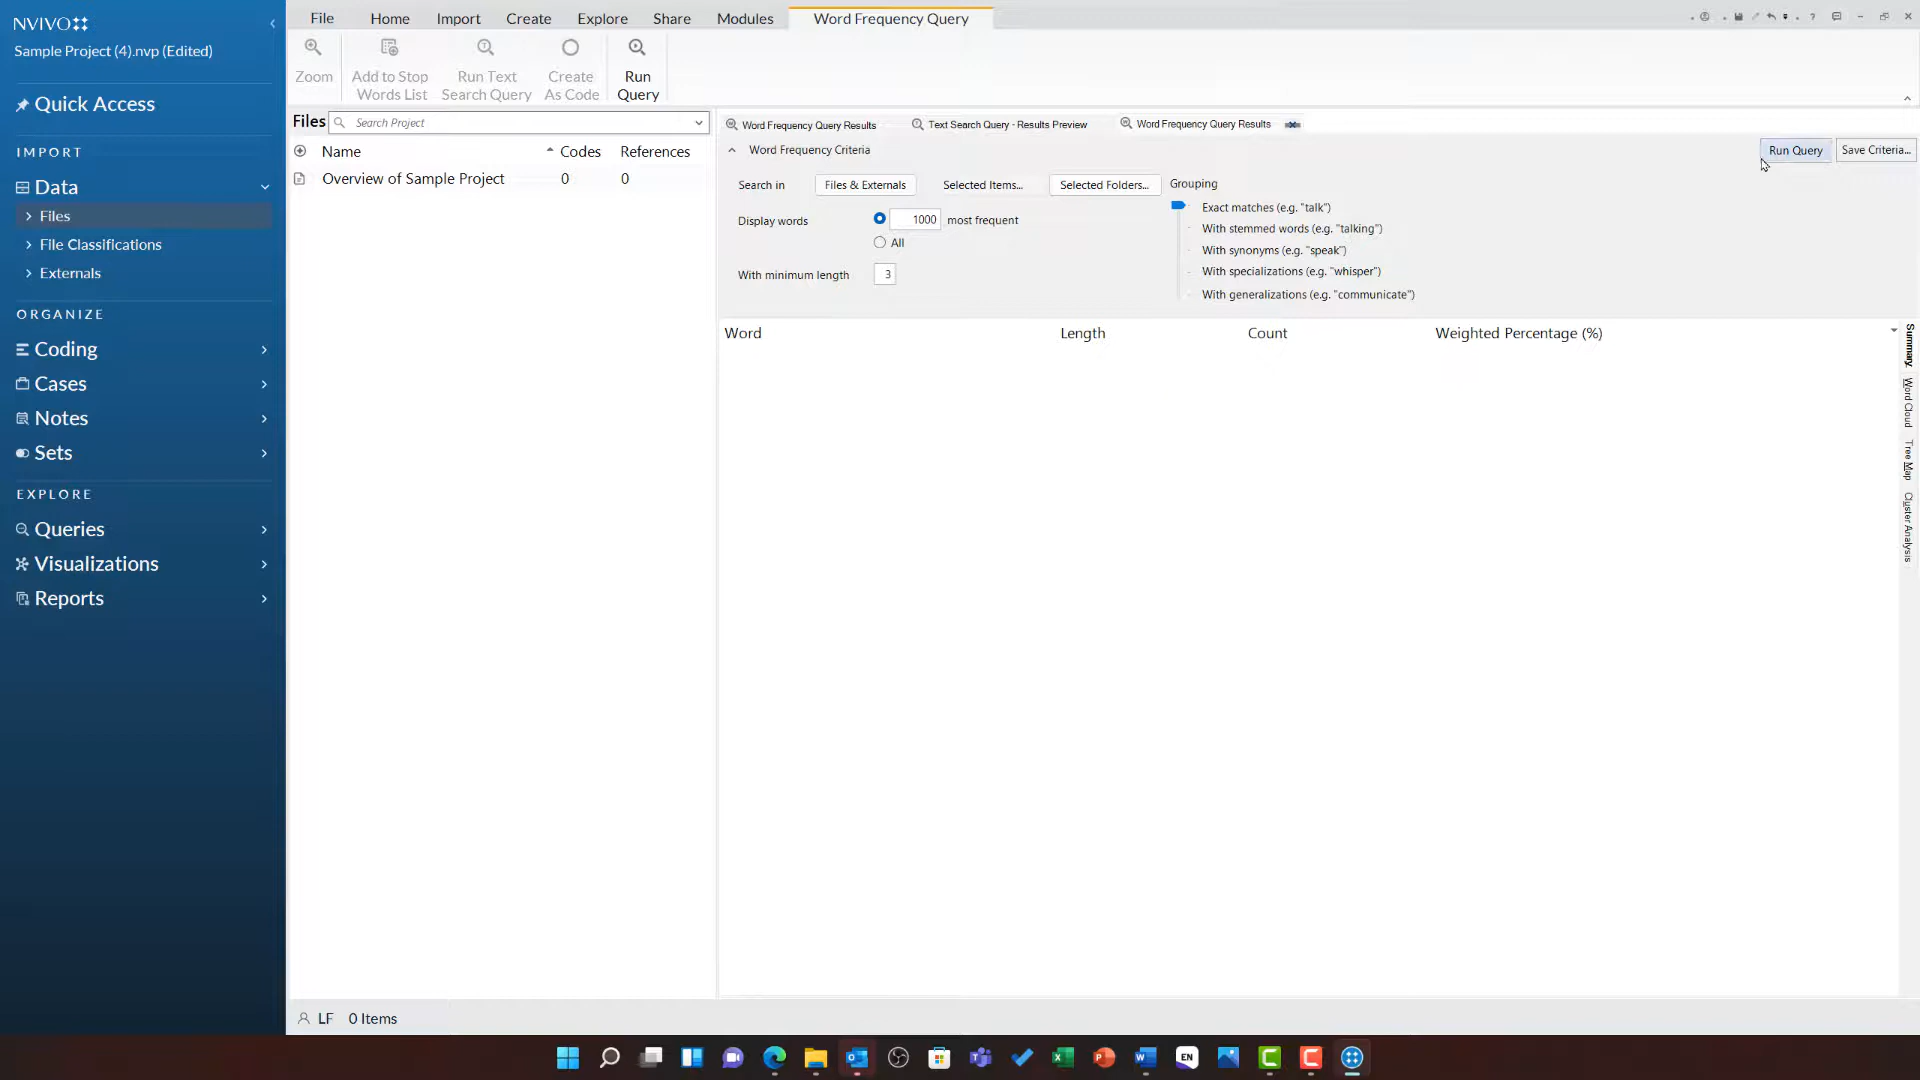 NVIVO
Sample Project (4).nvp (Edited)
Quick Access
IMPORT
Data
Files
File Classifications
Externals
ORGANIZE
Coding
Cases
Notes
Sets
EXPLORE
Queries
Visualizations
Reports
File Home Import Create Explore Share Modules Word Frequency Query
Zoom
Add to Stop Words List
Run Text Search Query
Create As Code
Run Query
Files Search Project
Name Codes References
Overview of Sample Project 0 0
Word Frequency Query Results Text Search Query - Results Preview Word Frequency Query Results
Word Frequency Criteria
Run Query Save Criteria...
Search in Files & Externals Selected Items... Selected Folders...
Display words 1000 most frequent
All
With minimum length 3
Grouping
Exact matches (e.g. "talk")
With stemmed words (e.g. "talking")
With synonyms (e.g. "speak")
With specializations (e.g. "whisper")
With generalizations (e.g. "communicate")
Word Length Count Weighted Percentage (%)
Summary
Word Cloud
Tree Map
Cluster Analysis
LF 0 Items
EN